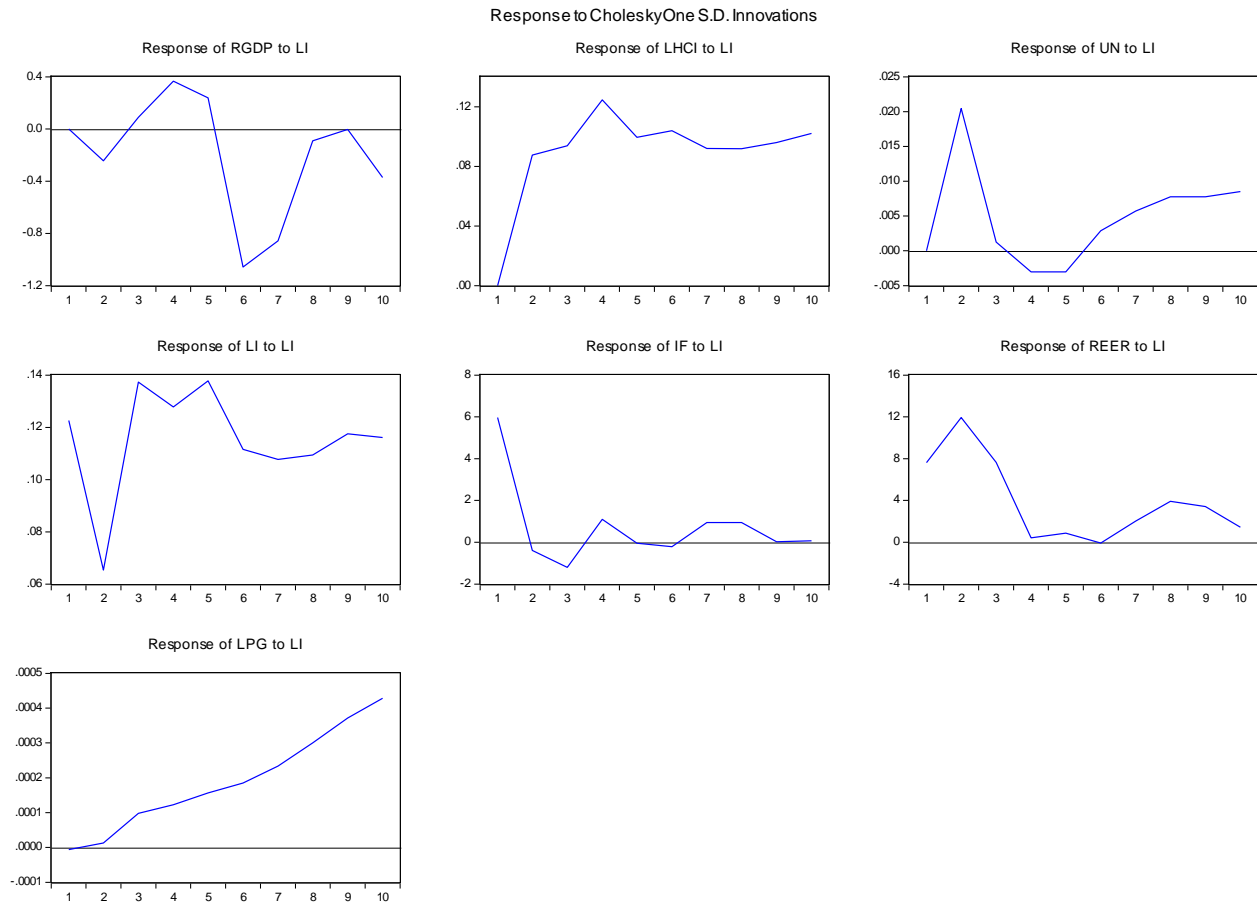 Response to Cholesky One S.D. Innovations
Response of RGDP to LI
0.4
0.0
-0.4
-0.8
-1.2
1 2 3 4 5 6 7 8 9 10
Response of LHCI to LI
.12
.08
.04
.00
1 2 3 4 5 6 7 8 9 10
Response of UN to LI
.025
.020
.015
.010
.005
.000
-.005
1 2 3 4 5 6 7 8 9 10
Response of LI to LI
.14
.12
.10
.08
.06
1 2 3 4 5 6 7 8 9 10
Response of IF to LI
8
6
4
2
0
-2
1 2 3 4 5 6 7 8 9 10
Response of REER to LI
16
12
8
4
0
-4
1 2 3 4 5 6 7 8 9 10
Response of LPG to LI
.0005
.0004
.0003
.0002
.0001
.0000
-.0001
1 2 3 4 5 6 7 8 9 10